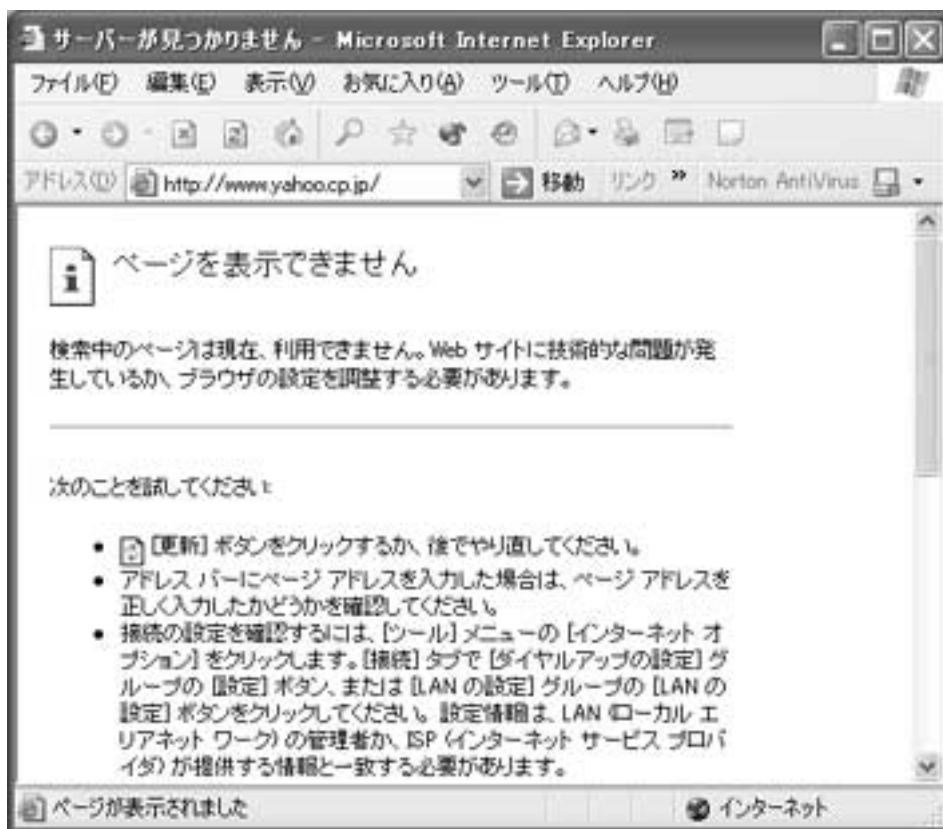 サーバーが見つかりません - Microsoft Internet Explorer
ファイル(F) 編集(E) 表示(V) お気に入り(A) ツール(T) ヘルプ(H)
アドレス(D) http://www.yahoo.cp.jp/ 移動 リンク » Norton AntiVirus
ページを表示できません
検索中のページは現在、利用できません。Web サイトに技術的な問題が発
生しているか、ブラウザの設定を調整する必要があります。
次のことを試してください:
• [更新] ボタンをクリックするか、後でやり直してください。
• アドレス バーにページ アドレスを入力した場合は、ページ アドレスを
正しく入力したかどうかを確認してください。
• 接続の設定を確認するには、[ツール] メニューの [インターネット オ
プション] をクリックします。[接続] タブで [ダイヤルアップの設定] グ
ループの [設定] ボタン、または [LAN の設定] グループの [LAN の
設定] ボタンをクリックしてください。設定情報は、LAN (ローカル エ
リアネット ワーク) の管理者か、ISP (インターネット サービス プロバ
イダ) が提供する情報と一致する必要があります。
ページが表示されました インターネット